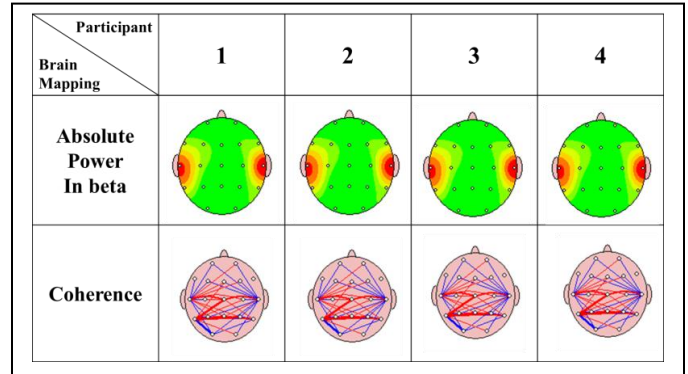 Participant
Brain
Mapping
1 2 3 4
Absolute
Power
In beta
Coherence